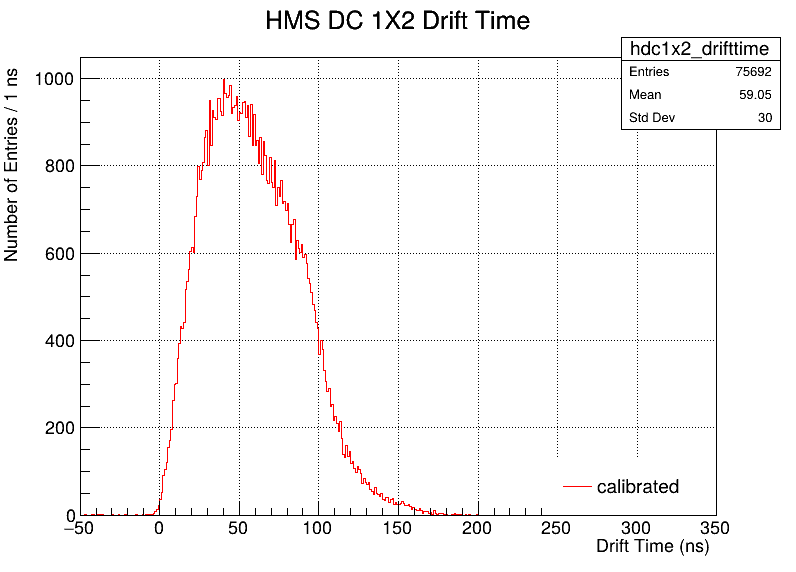 HMS DC 1X2 Drift Time
hdc1x2_drifttime
Entries 75692
Mean 59.05
Std Dev 30
Number of Entries / 1 ns
1000
800
600
400
200
0
−50 0 50 100 150 200 250 300 350
Drift Time (ns)
calibrated